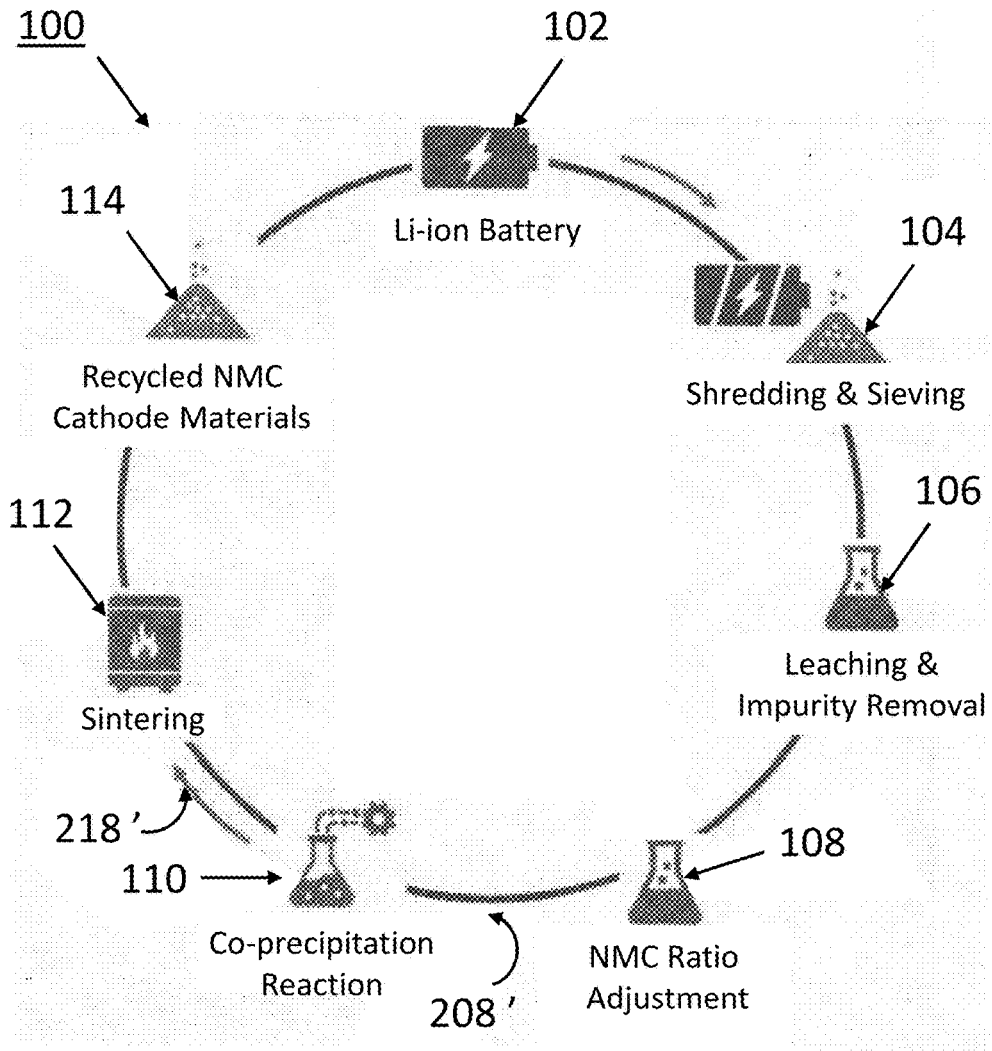 100
102
114
Li-ion Battery
104
Recycled NMC
Cathode Materials
Shredding & Sieving
112
106
Sintering
Leaching &
Impurity Removal
218 '
110
108
Co-precipitation
Reaction
NMC Ratio
Adjustment
208 '